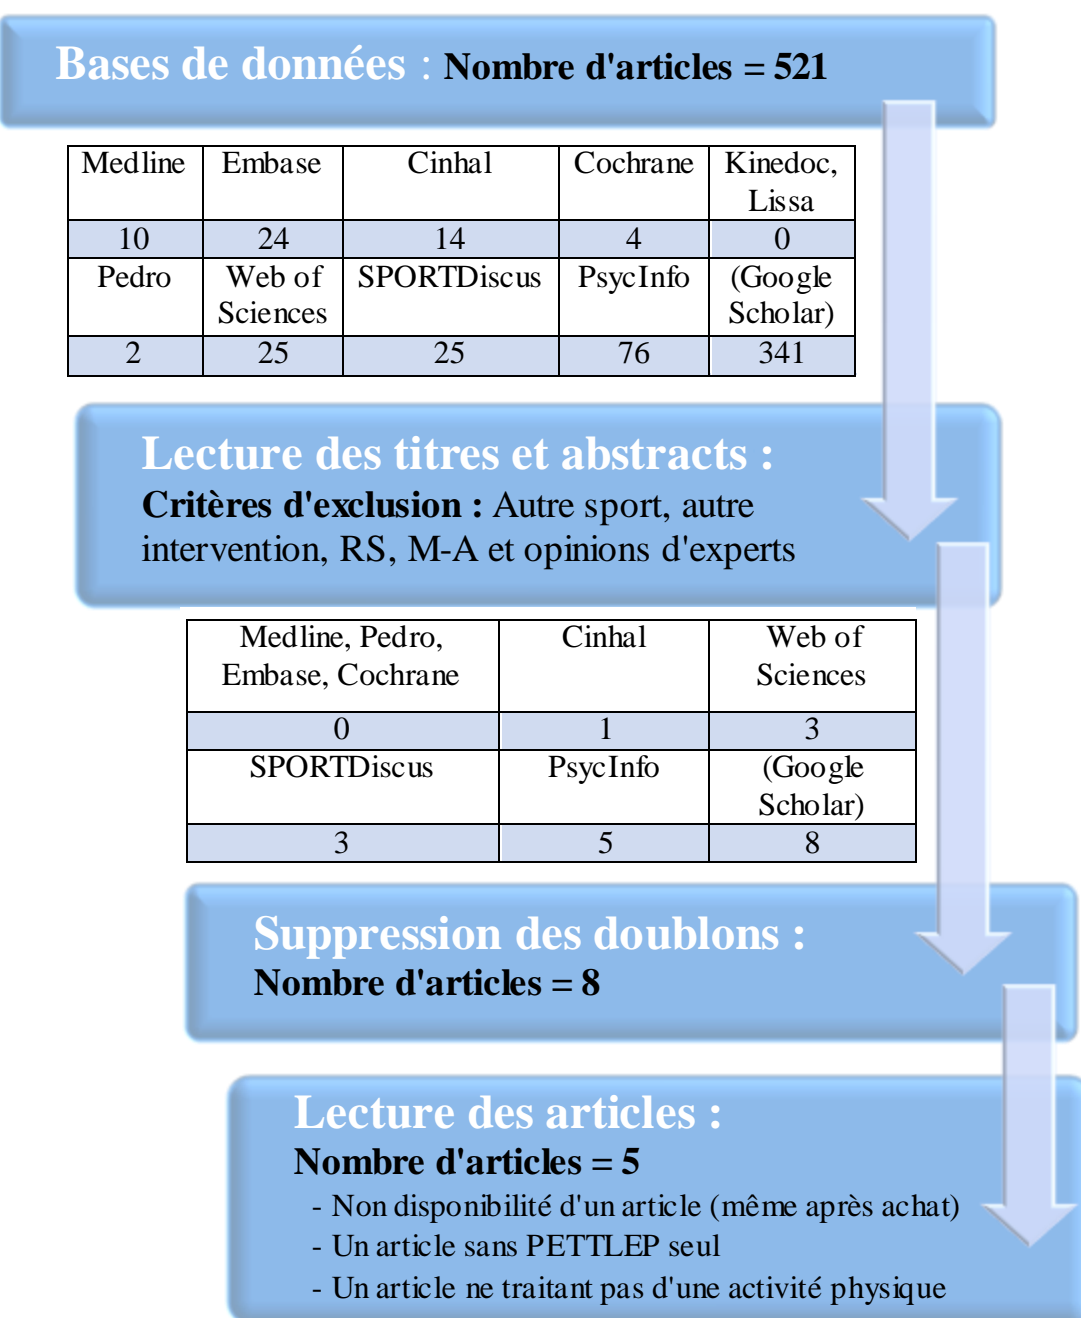 Bases de données : Nombre d'articles = 521
Medline Embase Cinhal Cochrane Kinedoc,
Lissa
10 24 14 4 0
Pedro Web of SPORTDiscus PsycInfo (Google
Sciences Scholar)
2 25 25 76 341
Lecture des titres et abstracts :
Critères d'exclusion : Autre sport, autre
intervention, RS, M-A et opinions d'experts
Medline, Pedro, Cinhal Web of
Embase, Cochrane Sciences
0 1 3
SPORTDiscus PsycInfo (Google
Scholar)
3 5 8
Suppression des doublons :
Nombre d'articles = 8
Lecture des articles :
Nombre d'articles = 5
- Non disponibilité d'un article (même après achat)
- Un article sans PETTLEP seul
- Un article ne traitant pas d'une activité physique